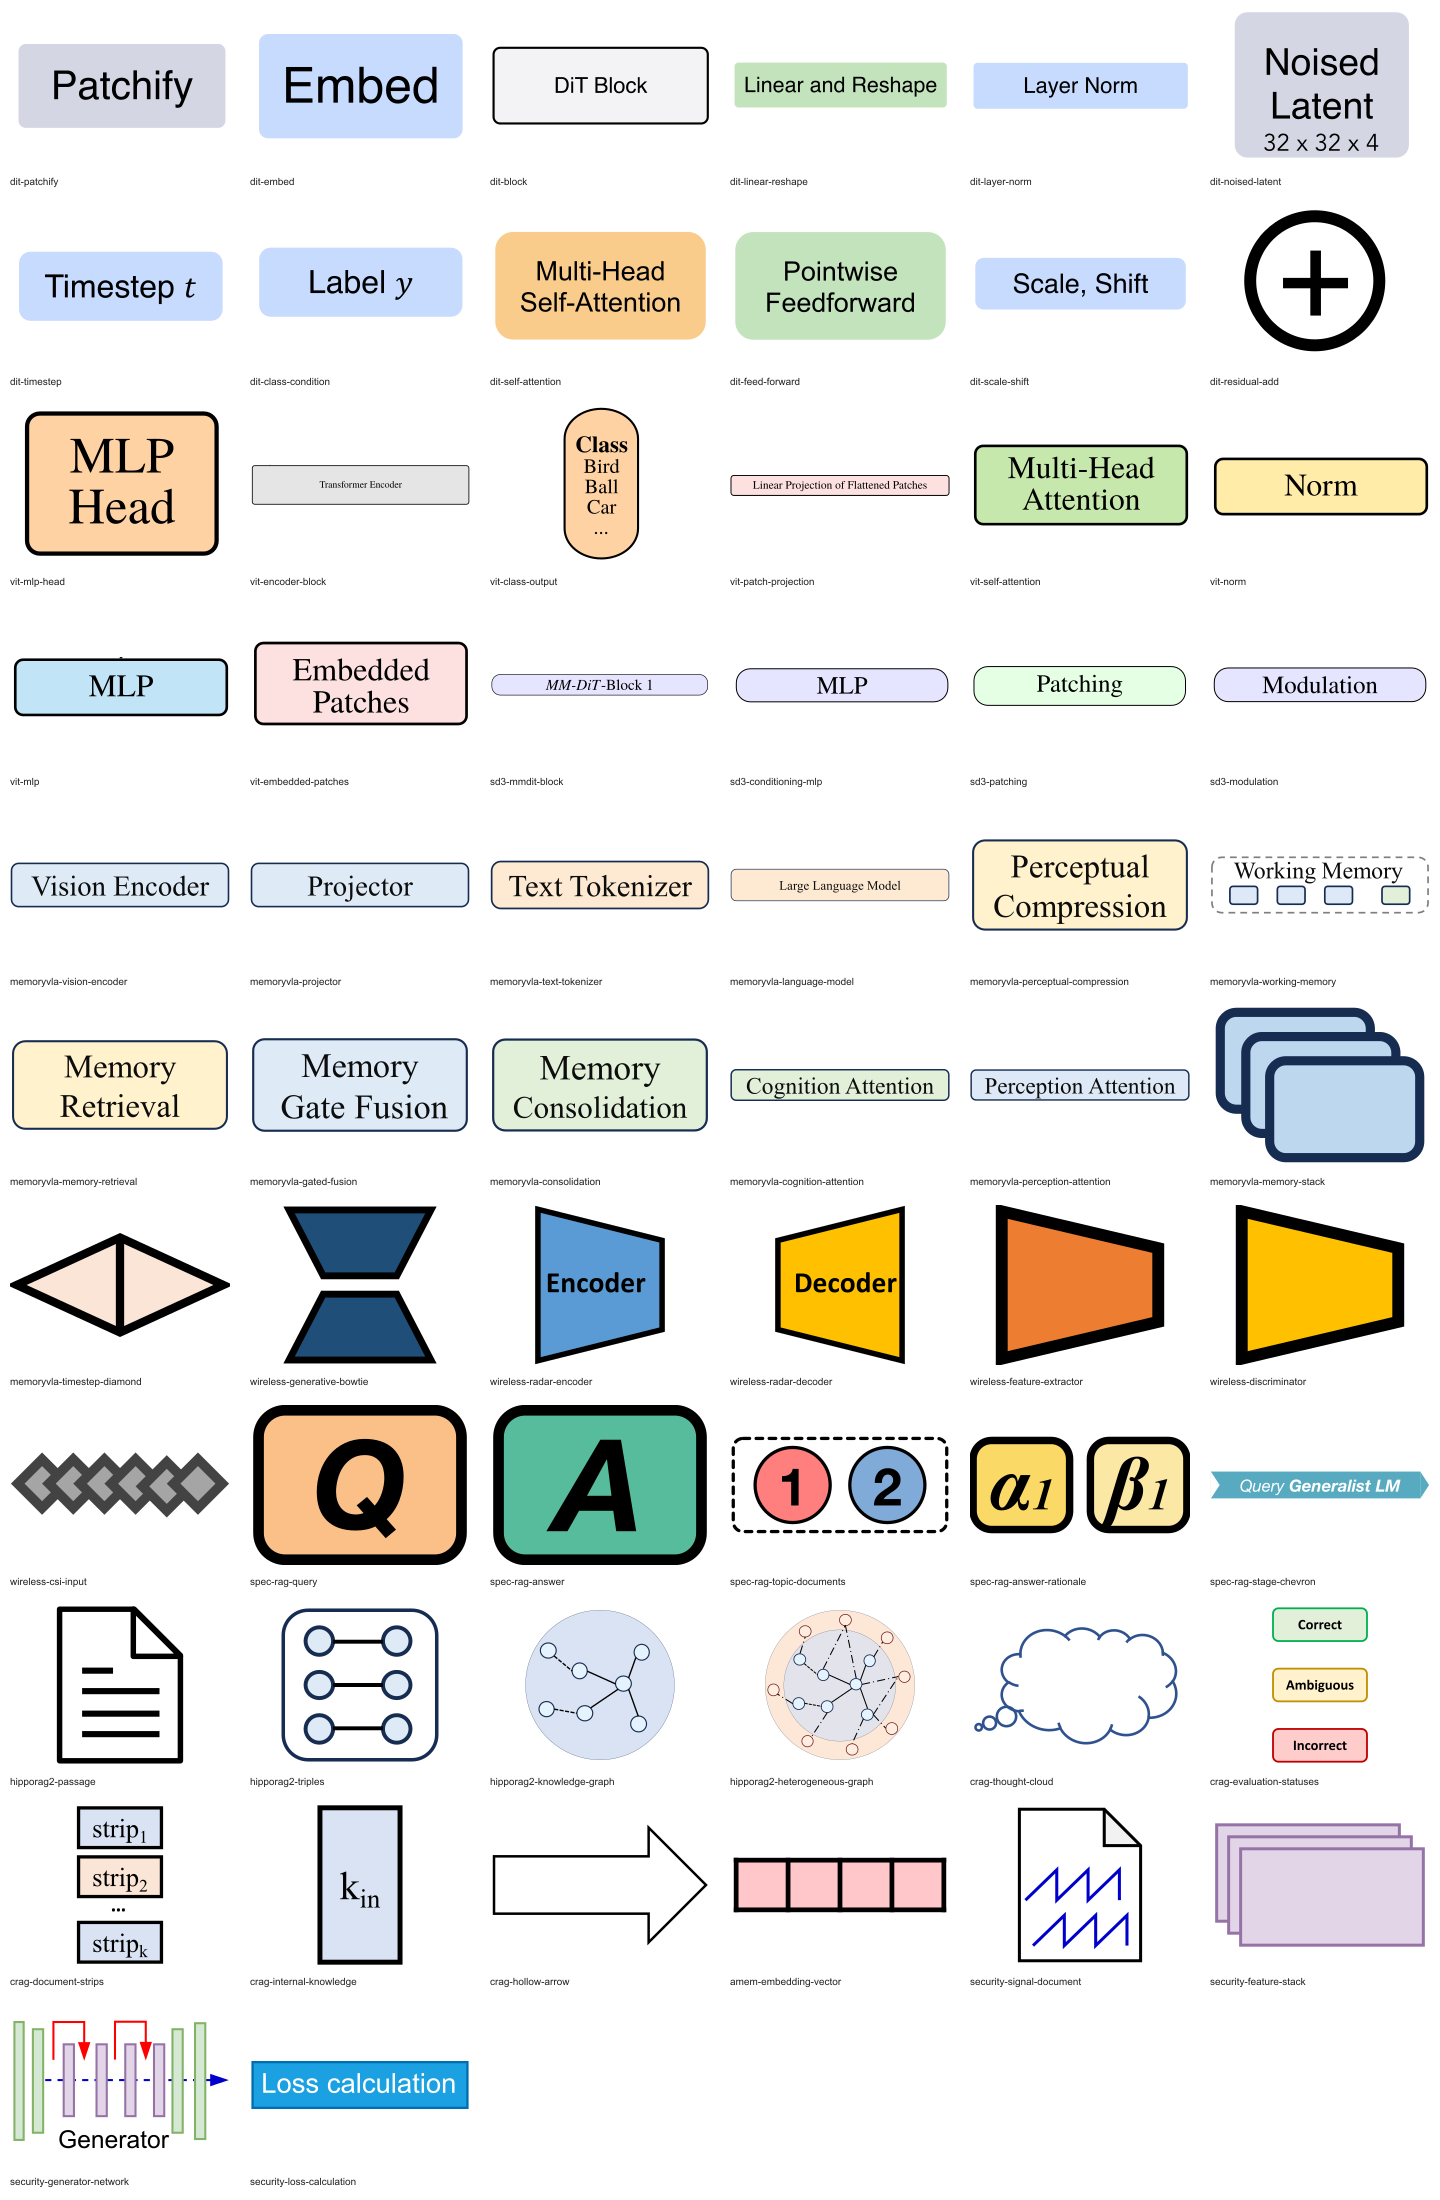 Patchify
Embed
DiT Block
Linear and Reshape
Layer Norm
Noised
Latent
32 x 32 x 4
dit-patchify
dit-embed
dit-block
dit-linear-reshape
dit-layer-norm
dit-noised-latent
Timestep t
Label y
Multi-Head
Self-Attention
Pointwise
Feedforward
Scale, Shift
dit-timestep
dit-class-condition
dit-self-attention
dit-feed-forward
dit-scale-shift
dit-residual-add
MLP
Head
Transformer Encoder
Class
Bird
Ball
Car
...
Linear Projection of Flattened Patches
Multi-Head
Attention
Norm
vit-mlp-head
vit-encoder-block
vit-class-output
vit-patch-projection
vit-self-attention
vit-norm
MLP
Embedded
Patches
MM-DiT-Block 1
MLP
Patching
Modulation
vit-mlp
vit-embedded-patches
sd3-mmdit-block
sd3-conditioning-mlp
sd3-patching
sd3-modulation
Vision Encoder
Projector
Text Tokenizer
Large Language Model
Perceptual
Compression
Working Memory
memoryvla-vision-encoder
memoryvla-projector
memoryvla-text-tokenizer
memoryvla-language-model
memoryvla-perceptual-compression
memoryvla-working-memory
Memory
Retrieval
Memory
Gate Fusion
Memory
Consolidation
Cognition Attention
Perception Attention
memoryvla-memory-retrieval
memoryvla-gated-fusion
memoryvla-consolidation
memoryvla-cognition-attention
memoryvla-perception-attention
memoryvla-memory-stack
Encoder
Decoder
memoryvla-timestep-diamond
wireless-generative-bowtie
wireless-radar-encoder
wireless-radar-decoder
wireless-feature-extractor
wireless-discriminator
Q
A
1
2
α1
β1
Query Generalist LM
wireless-csi-input
spec-rag-query
spec-rag-answer
spec-rag-topic-documents
spec-rag-answer-rationale
spec-rag-stage-chevron
Correct
Ambiguous
Incorrect
hipporag2-passage
hipporag2-triples
hipporag2-knowledge-graph
hipporag2-heterogeneous-graph
crag-thought-cloud
crag-evaluation-statuses
strip1
strip2
...
stripk
kin
crag-document-strips
crag-internal-knowledge
crag-hollow-arrow
amem-embedding-vector
security-signal-document
security-feature-stack
Generator
Loss calculation
security-generator-network
security-loss-calculation